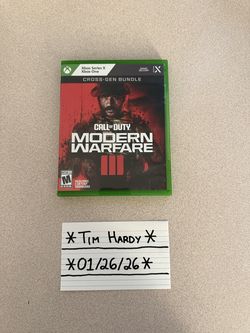 Xbox Series X
Xbox One
CROSS-GEN BUNDLE
CALL OF DUTY
MODERN
WARFARE
III
M
*TIM HARDY*
*01/26/26*